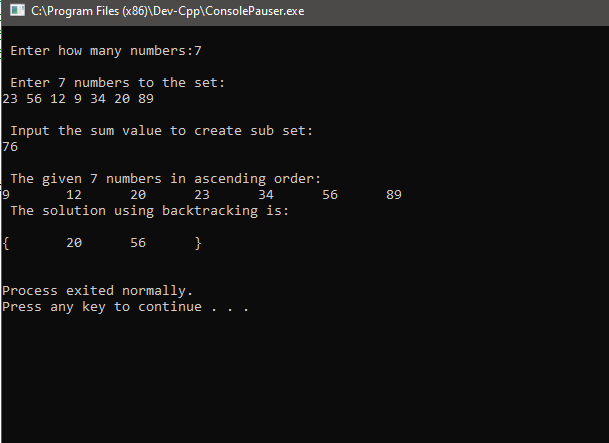 C:\Program Files (x86)\Dev-Cpp\ConsolePauser.exe
Enter how many numbers:7
Enter 7 numbers to the set:
23 56 12 9 34 20 89
Input the sum value to create sub set:
76
The given 7 numbers in ascending order:
9 12 20 23 34 56 89
The solution using backtracking is:
{ 20 56 }
Process exited normally.
Press any key to continue . . .